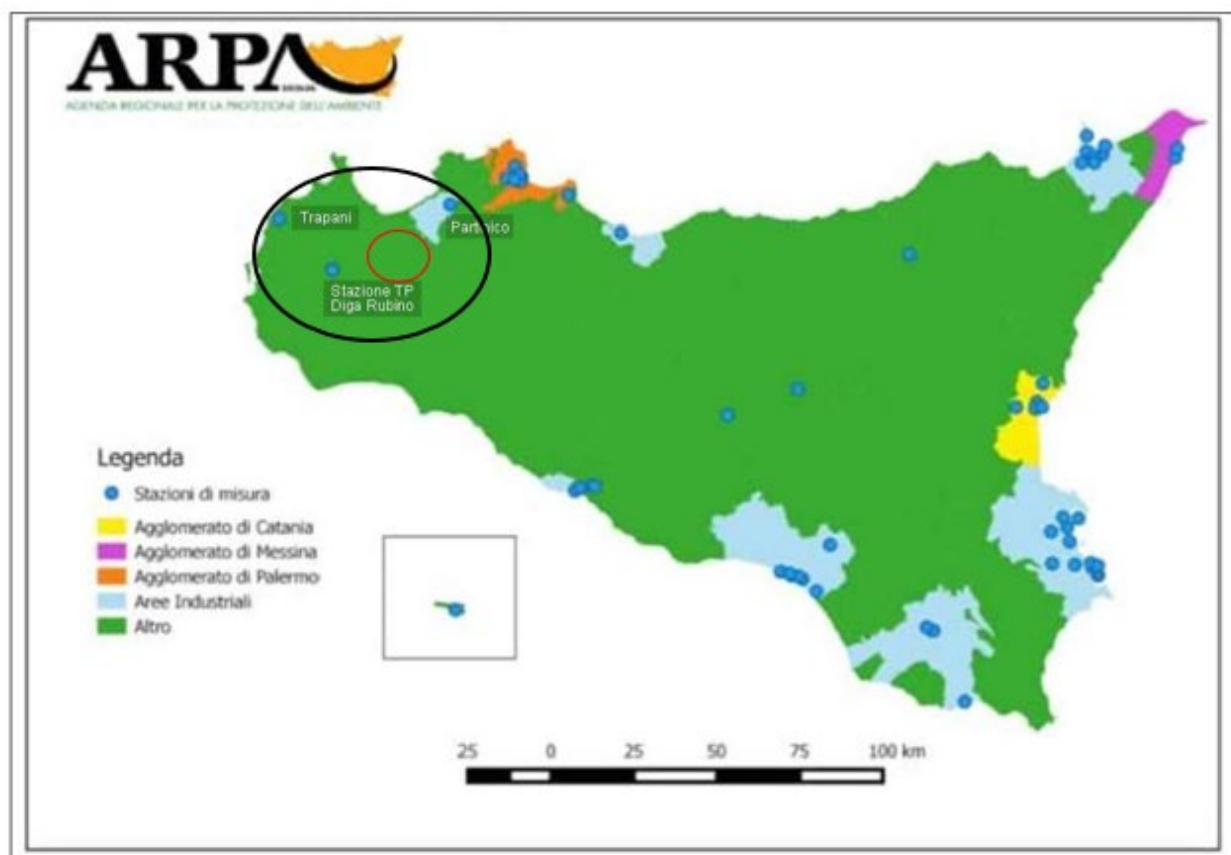 ARPA
SICILIA
AGENZIA REGIONALE PER LA PROTEZIONE DELL'AMBIENTE
Trapani
Partinico
Stazione TP
Diga Rubino
Legenda
Stazioni di misura
Agglomerato di Catania
Agglomerato di Messina
Agglomerato di Palermo
Aree Industriali
Altro
25 0 25 50 75 100 km